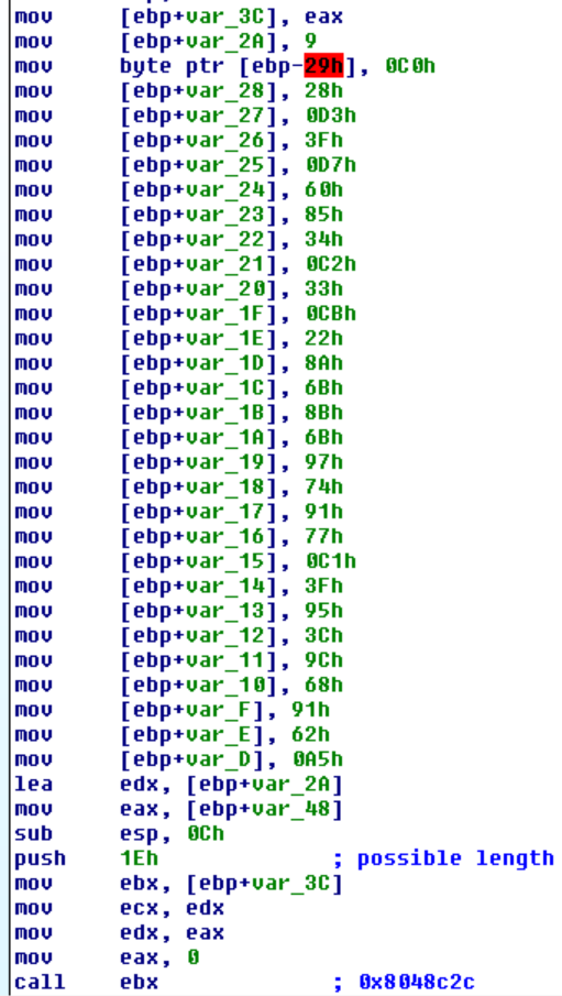 mov [ebp+var_3C], eax
mov [ebp+var_2A], 9
mov byte ptr [ebp-29h], 0C0h
mov [ebp+var_28], 28h
mov [ebp+var_27], 0D3h
mov [ebp+var_26], 3Fh
mov [ebp+var_25], 0D7h
mov [ebp+var_24], 60h
mov [ebp+var_23], 85h
mov [ebp+var_22], 34h
mov [ebp+var_21], 0C2h
mov [ebp+var_20], 33h
mov [ebp+var_1F], 0CBh
mov [ebp+var_1E], 22h
mov [ebp+var_1D], 8Ah
mov [ebp+var_1C], 6Bh
mov [ebp+var_1B], 8Bh
mov [ebp+var_1A], 6Bh
mov [ebp+var_19], 97h
mov [ebp+var_18], 74h
mov [ebp+var_17], 91h
mov [ebp+var_16], 77h
mov [ebp+var_15], 0C1h
mov [ebp+var_14], 3Fh
mov [ebp+var_13], 95h
mov [ebp+var_12], 3Ch
mov [ebp+var_11], 9Ch
mov [ebp+var_10], 68h
mov [ebp+var_F], 91h
mov [ebp+var_E], 62h
mov [ebp+var_D], 0A5h
lea edx, [ebp+var_2A]
mov eax, [ebp+var_48]
sub esp, 0Ch
push 1Eh ; possible length
mov ebx, [ebp+var_3C]
mov ecx, edx
mov edx, eax
mov eax, 0
call ebx ; 0x8048c2c